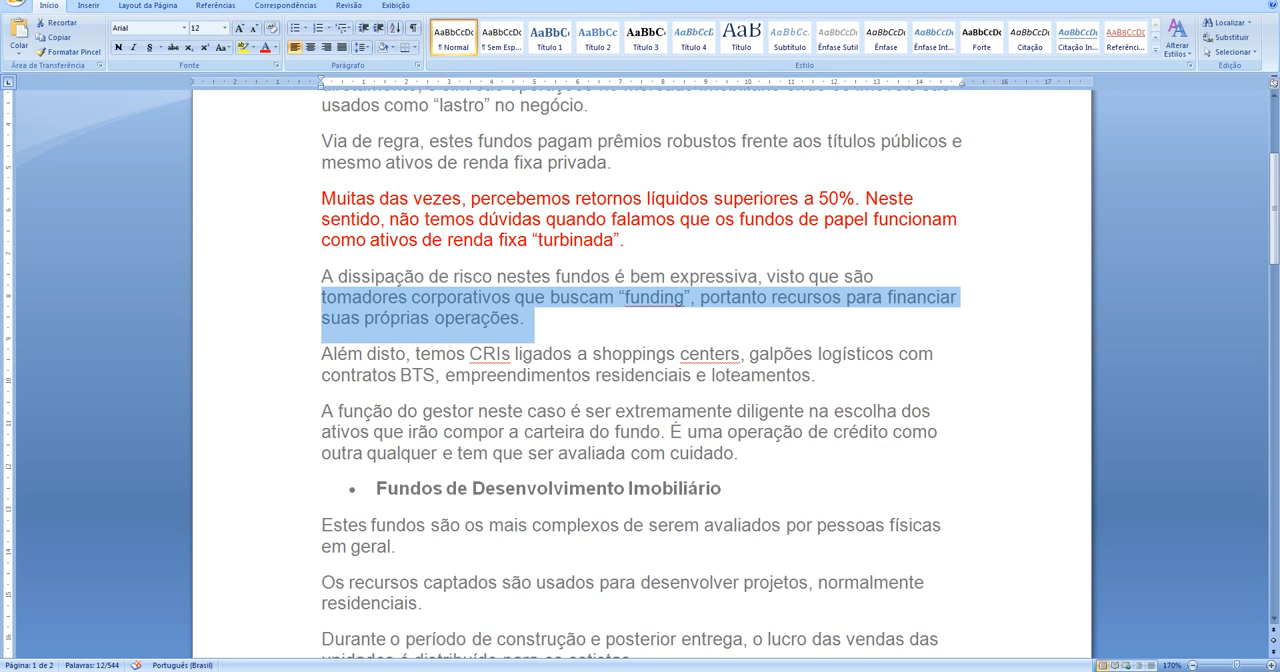 Início Inserir Layout da Página Referências Correspondências Revisão Exibição
Colar Recortar Copiar Formatar Pincel
Arial 12
AaBbCcDc AaBbCcDc AaBbC AaBbCc AaBbC AaBbCcD AaB AaBbCc. AaBbCcDc AaBbCcDc AaBbCcDc AaBbCcDc AaBbCcDc AaBbCcDc AABBCCDC
¶ Normal ¶ Sem Esp... Título 1 Título 2 Título 3 Título 4 Título Subtítulo Ênfase Sutil Ênfase Ênfase Int... Forte Citação Citação In... Referênci...
Alterar Estilos
Localizar
Substituir
Selecionar
Área de Transferência Fonte Parágrafo Estilo Edição
usados como “lastro” no negócio.
Via de regra, estes fundos pagam prêmios robustos frente aos títulos públicos e
mesmo ativos de renda fixa privada.
Muitas das vezes, percebemos retornos líquidos superiores a 50%. Neste
sentido, não temos dúvidas quando falamos que os fundos de papel funcionam
como ativos de renda fixa “turbinada”.
A dissipação de risco nestes fundos é bem expressiva, visto que são
tomadores corporativos que buscam “funding”, portanto recursos para financiar
suas próprias operações.
Além disto, temos CRIs ligados a shoppings centers, galpões logísticos com
contratos BTS, empreendimentos residenciais e loteamentos.
A função do gestor neste caso é ser extremamente diligente na escolha dos
ativos que irão compor a carteira do fundo. É uma operação de crédito como
outra qualquer e tem que ser avaliada com cuidado.
• Fundos de Desenvolvimento Imobiliário
Estes fundos são os mais complexos de serem avaliados por pessoas físicas
em geral.
Os recursos captados são usados para desenvolver projetos, normalmente
residenciais.
Durante o período de construção e posterior entrega, o lucro das vendas das
Página: 1 de 2 Palavras: 12/544 Português (Brasil) 170%